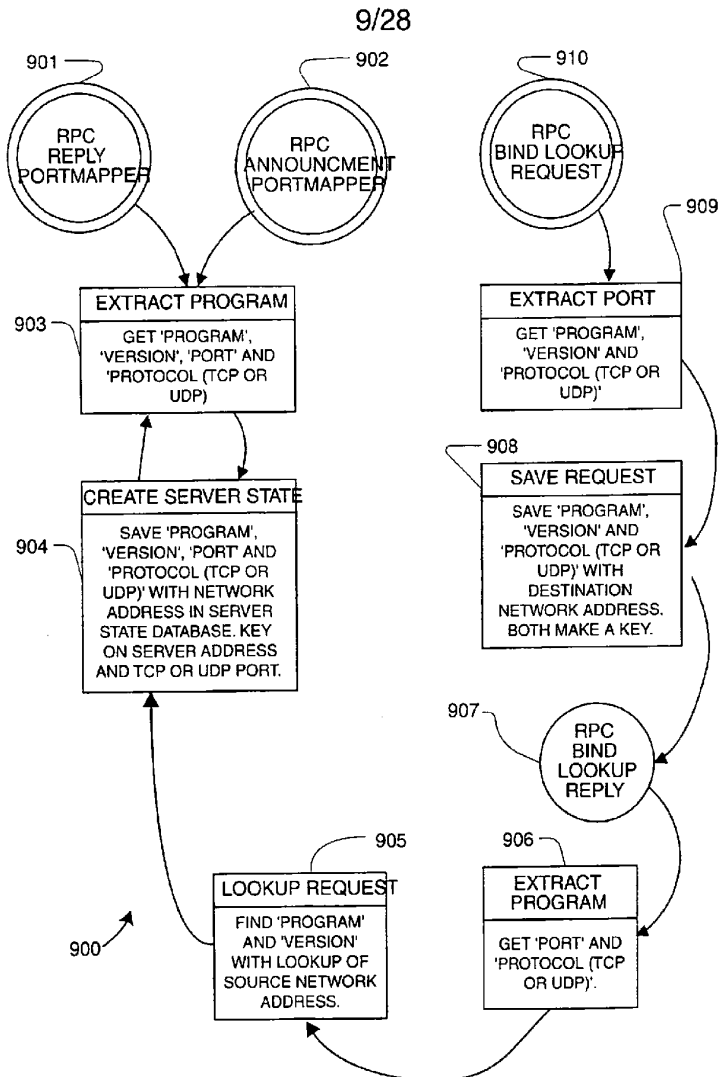 9/28
901
902
910
RPC
REPLY
PORTMAPPER
RPC
ANNOUNCMENT
PORTMAPPER
RPC
BIND LOOKUP
REQUEST
909
903
EXTRACT PROGRAM
GET 'PROGRAM',
'VERSION', 'PORT' AND
'PROTOCOL (TCP OR
UDP)
EXTRACT PORT
GET 'PROGRAM',
'VERSION AND
'PROTOCOL (TCP OR
UDP)'
908
904
CREATE SERVER STATE
SAVE 'PROGRAM',
'VERSION', 'PORT' AND
'PROTOCOL (TCP OR
UDP)' WITH NETWORK
ADDRESS IN SERVER
STATE DATABASE. KEY
ON SERVER ADDRESS
AND TCP OR UDP PORT.
SAVE REQUEST
SAVE 'PROGRAM',
'VERSION AND
'PROTOCOL (TCP OR
UDP)' WITH
DESTINATION
NETWORK ADDRESS.
BOTH MAKE A KEY.
907
RPC
BIND
LOOKUP
REPLY
905
906
LOOKUP REQUEST
FIND 'PROGRAM'
AND 'VERSION'
WITH LOOKUP OF
SOURCE NETWORK
ADDRESS.
EXTRACT
PROGRAM
GET 'PORT' AND
'PROTOCOL (TCP
OR UDP)'.
900